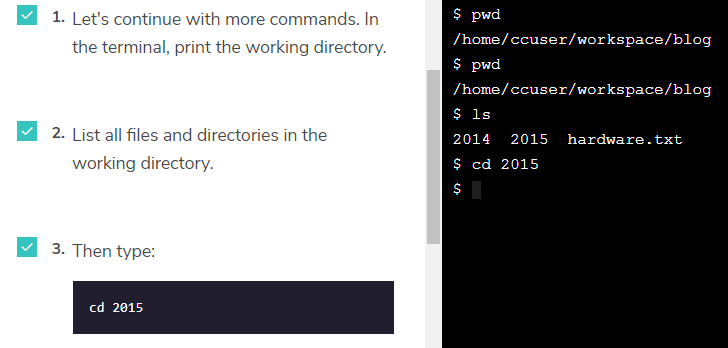 1. Let's continue with more commands. In
the terminal, print the working directory.
2. List all files and directories in the
working directory.
3. Then type:
cd 2015
$ pwd
/home/ccuser/workspace/blog
$ pwd
/home/ccuser/workspace/blog
$ ls
2014  2015  hardware.txt
$ cd 2015
$